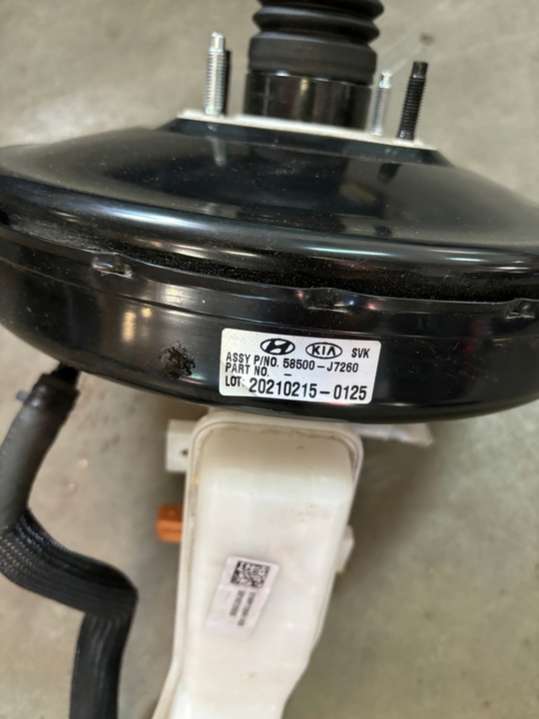 KIA SVK
ASSY P/NO. 58500-J7260
PART NO. -
LOT: 20210215-0125